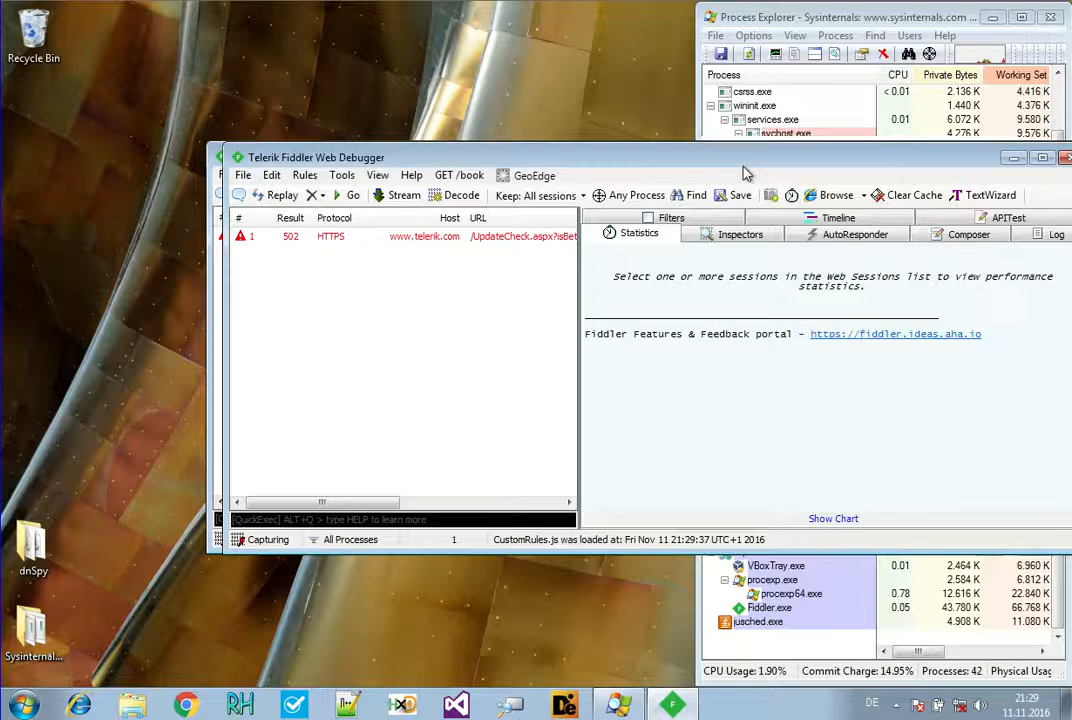 Recycle Bin
Process Explorer - Sysinternals: www.sysinternals.com ...
File Options View Process Find Users Help
Process CPU Private Bytes Working Set
csrss.exe < 0.01 2.136 K 4.416 K
wininit.exe 1.440 K 4.376 K
services.exe 0.01 6.072 K 9.580 K
svchost.exe 4.276 K 9.576 K
Telerik Fiddler Web Debugger
File Edit Rules Tools View Help GET /book GeoEdge
Replay Go Stream Decode Keep: All sessions Any Process Find Save Browse Clear Cache TextWizard
# Result Protocol Host URL
1 502 HTTPS www.telerik.com /UpdateCheck.aspx?isBet
Filters Timeline APITest
Statistics Inspectors AutoResponder Composer Log
Select one or more sessions in the Web Sessions list to view performance
statistics.
Fiddler Features & Feedback portal - https://fiddler.ideas.aha.io
Show Chart
[QuickExec] ALT+Q > type HELP to learn more
Capturing All Processes 1 CustomRules.js was loaded at: Fri Nov 11 21:29:37 UTC+1 2016
VBoxTray.exe 0.01 2.464 K 6.960 K
procexp.exe 2.584 K 6.812 K
procexp64.exe 0.78 12.616 K 22.840 K
Fiddler.exe 0.05 43.780 K 66.768 K
jusched.exe 4.908 K 11.080 K
CPU Usage: 1.90% Commit Charge: 14.95% Processes: 42 Physical Usag
dnSpy
Sysinternal...
RH
HXD
De
DE
21:29
11.11.2016